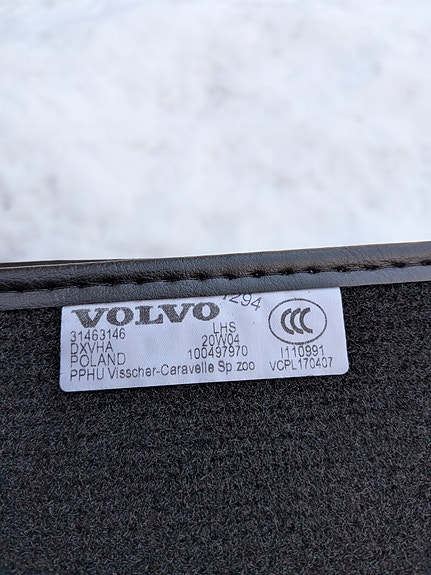 VOLVO 1294
31463146 LHS
DXVHA 20W04
POLAND 100497970 I110991
PPHU Visscher-Caravelle Sp.zoo VCPL170407